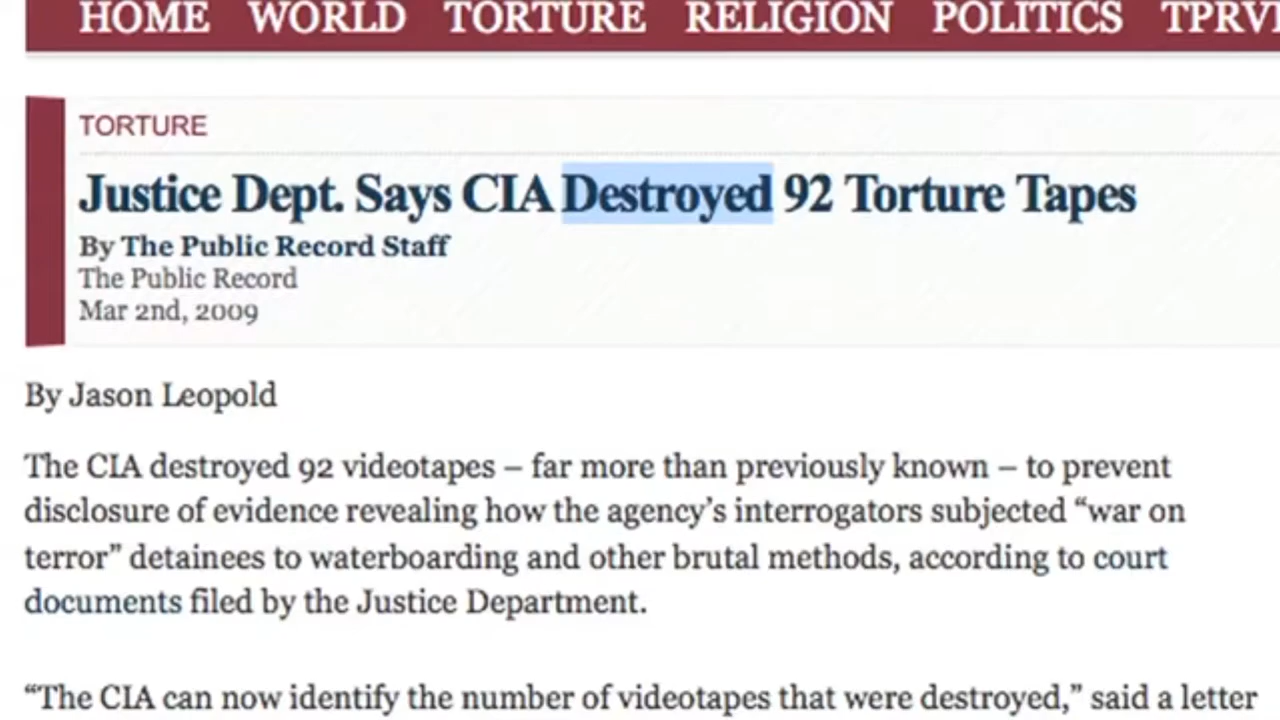 HOME WORLD TORTURE RELIGION POLITICS
TORTURE
Justice Dept. Says CIA Destroyed 92 Torture Tapes
By The Public Record Staff
The Public Record
Mar 2nd, 2009
By Jason Leopold
The CIA destroyed 92 videotapes – far more than previously known – to prevent
disclosure of evidence revealing how the agency’s interrogators subjected “war on
terror” detainees to waterboarding and other brutal methods, according to court
documents filed by the Justice Department.
“The CIA can now identify the number of videotapes that were destroyed,” said a letter